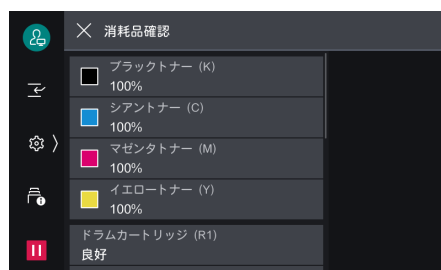 消耗品確認
ブラックトナー (K)
100%
シアントナー (C)
100%
マゼンタトナー (M)
100%
イエロートナー (Y)
100%
ドラムカートリッジ (R1)
良好